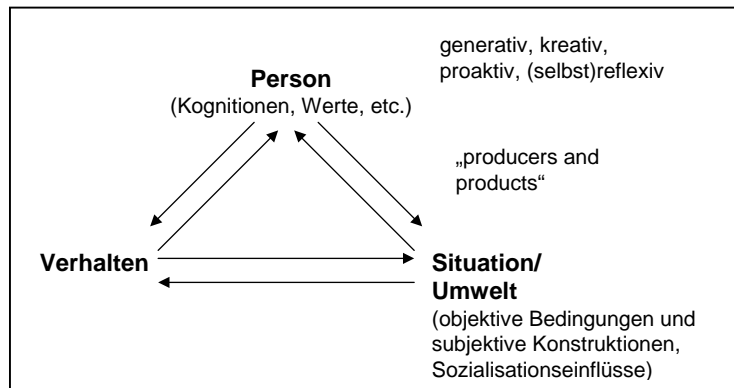 generativ, kreativ,
proaktiv, (selbst)reflexiv
Person
(Kognitionen, Werte, etc.)
„producers and
products“
Verhalten
Situation/
Umwelt
(objektive Bedingungen und
subjektive Konstruktionen,
Sozialisationseinflüsse)